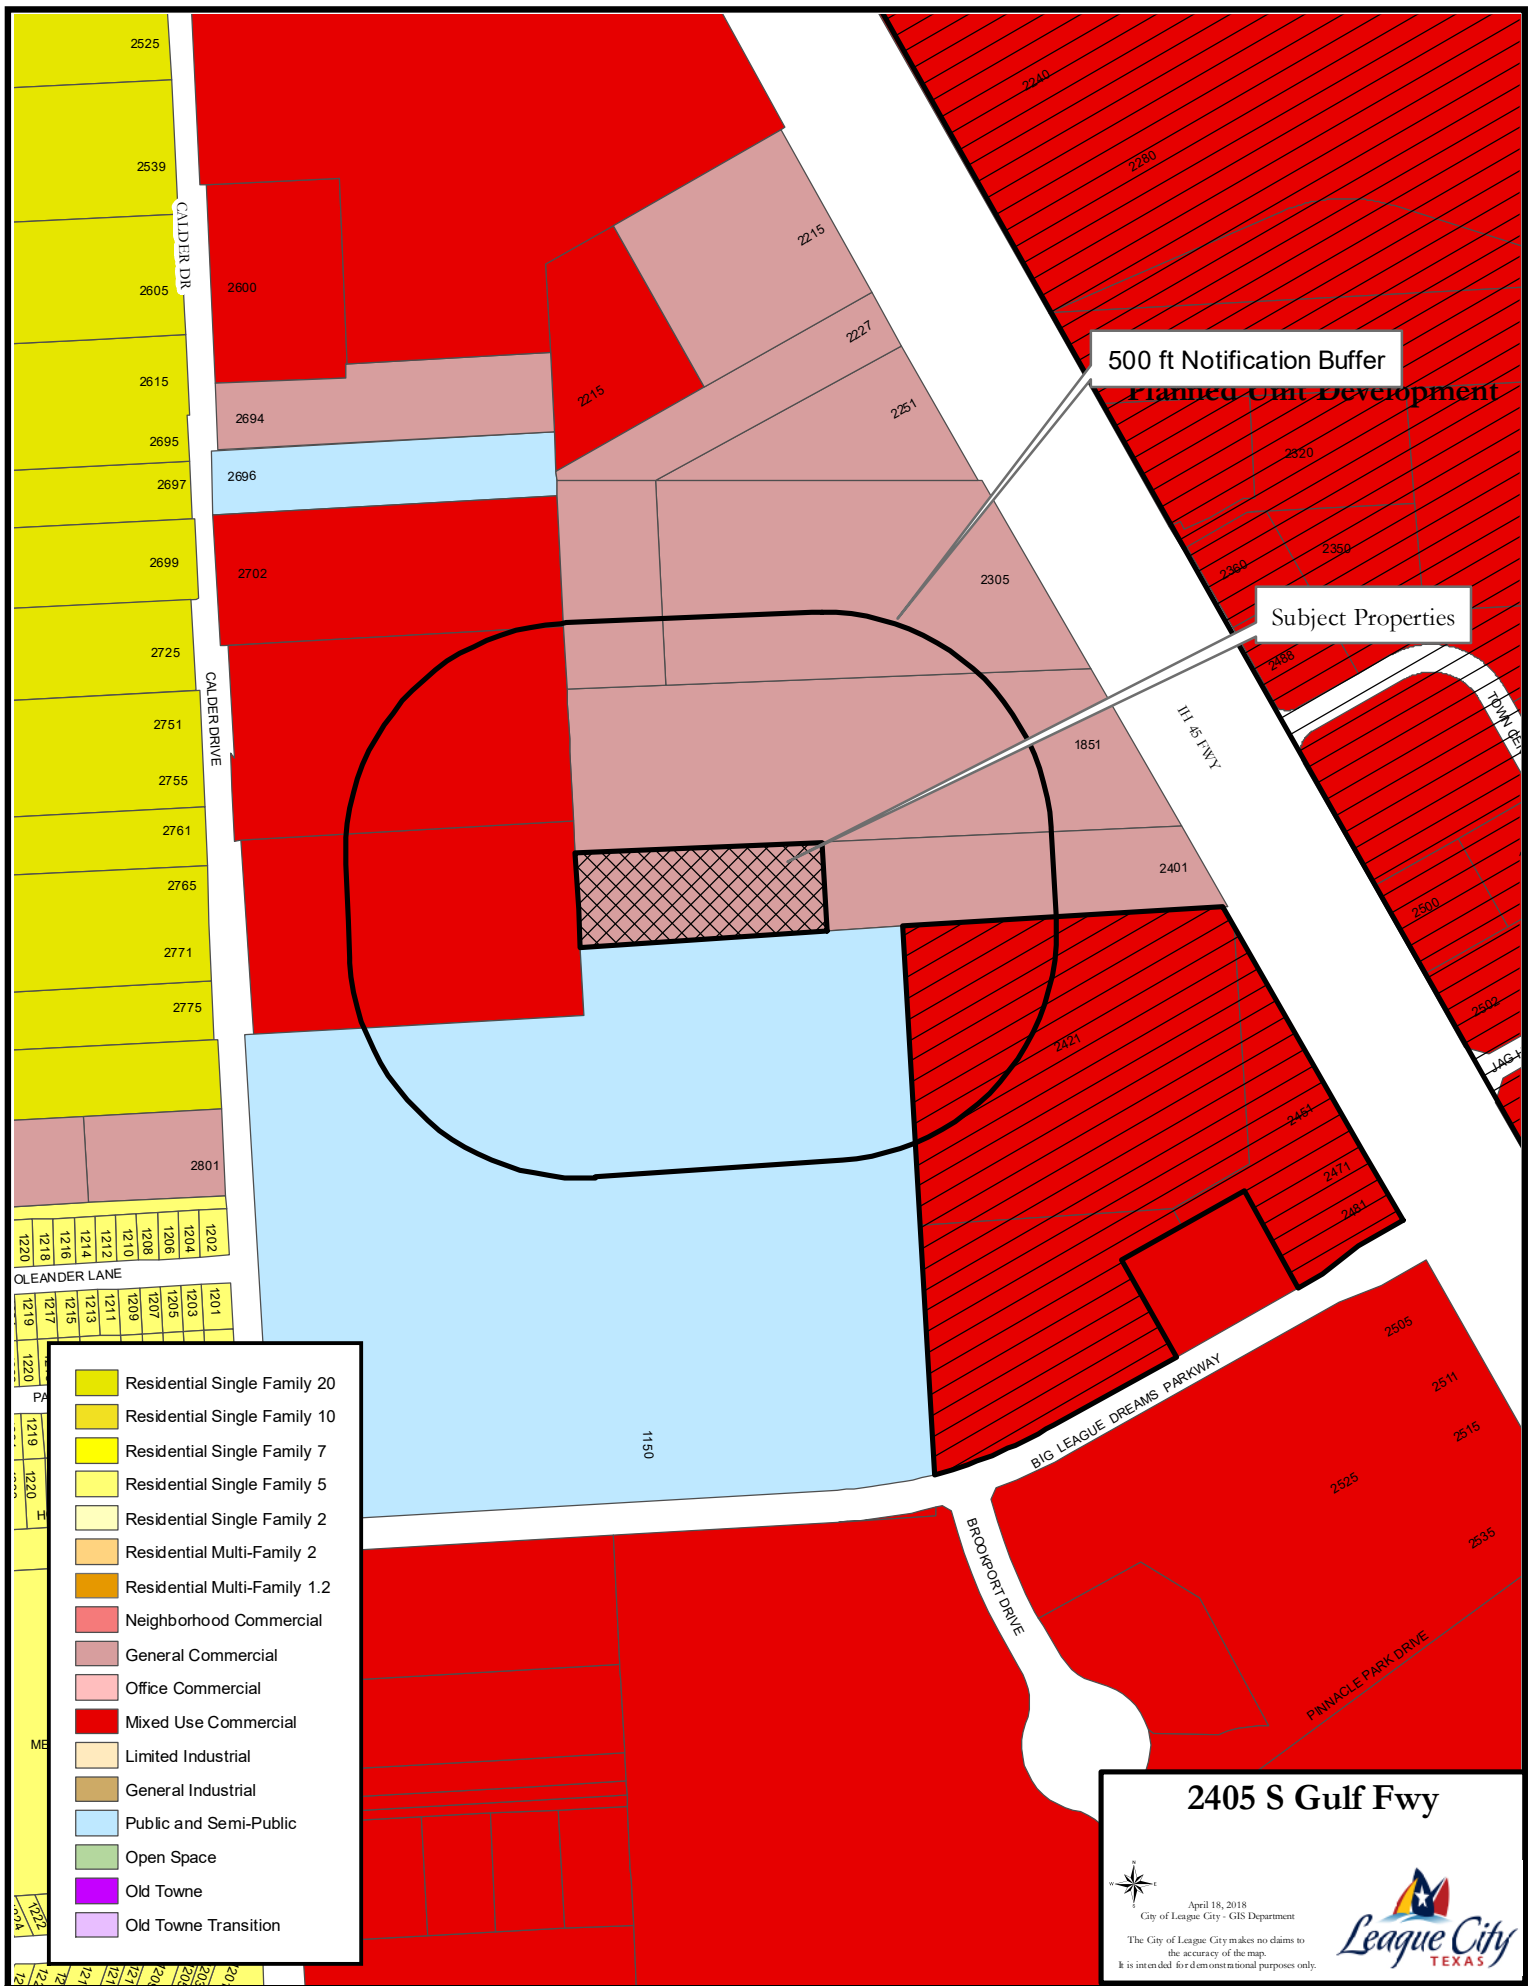 2525
2539
CALDER DR
2605
2600
2615
2694
2695
2697
2696
2699
2702
2725
CALDER DRIVE
2751
2755
2761
2765
2771
2775
2801
2240
2280
2215
2227
2215
2251
500 ft Notification Buffer
Planned Unit Development
2320
2350
2360
2305
Subject Properties
2488
IH 45 FWY
1851
2401
2500
2502
2421
2461
2471
2481
1220
1218
1216
1214
1212
1210
1208
1206
1204
1202
OLEANDER LANE
1219
1217
1215
1213
1211
1209
1207
1205
1203
1201
1220
PA
1219
1220
H
ME
1222
1150
BIG LEAGUE DREAMS PARKWAY
2505
2511
2515
2525
2535
BROOKPORT DRIVE
PINNACLE PARK DRIVE
Residential Single Family 20
Residential Single Family 10
Residential Single Family 7
Residential Single Family 5
Residential Single Family 2
Residential Multi-Family 2
Residential Multi-Family 1.2
Neighborhood Commercial
General Commercial
Office Commercial
Mixed Use Commercial
Limited Industrial
General Industrial
Public and Semi-Public
Open Space
Old Towne
Old Towne Transition
2405 S Gulf Fwy
N
W E
S
April 18, 2018
City of League City - GIS Department
The City of League City makes no claims to
the accuracy of the map.
It is intended for demonstrational purposes only.
League City
TEXAS